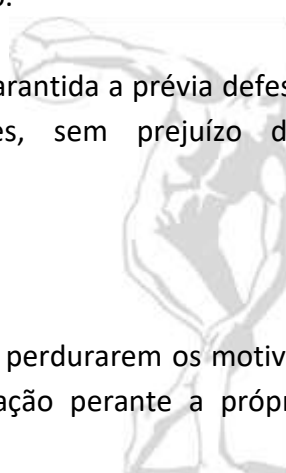 o.
arantida a prévia defes
es, sem prejuízo d
perdurarem os motiv
ação perante a própr